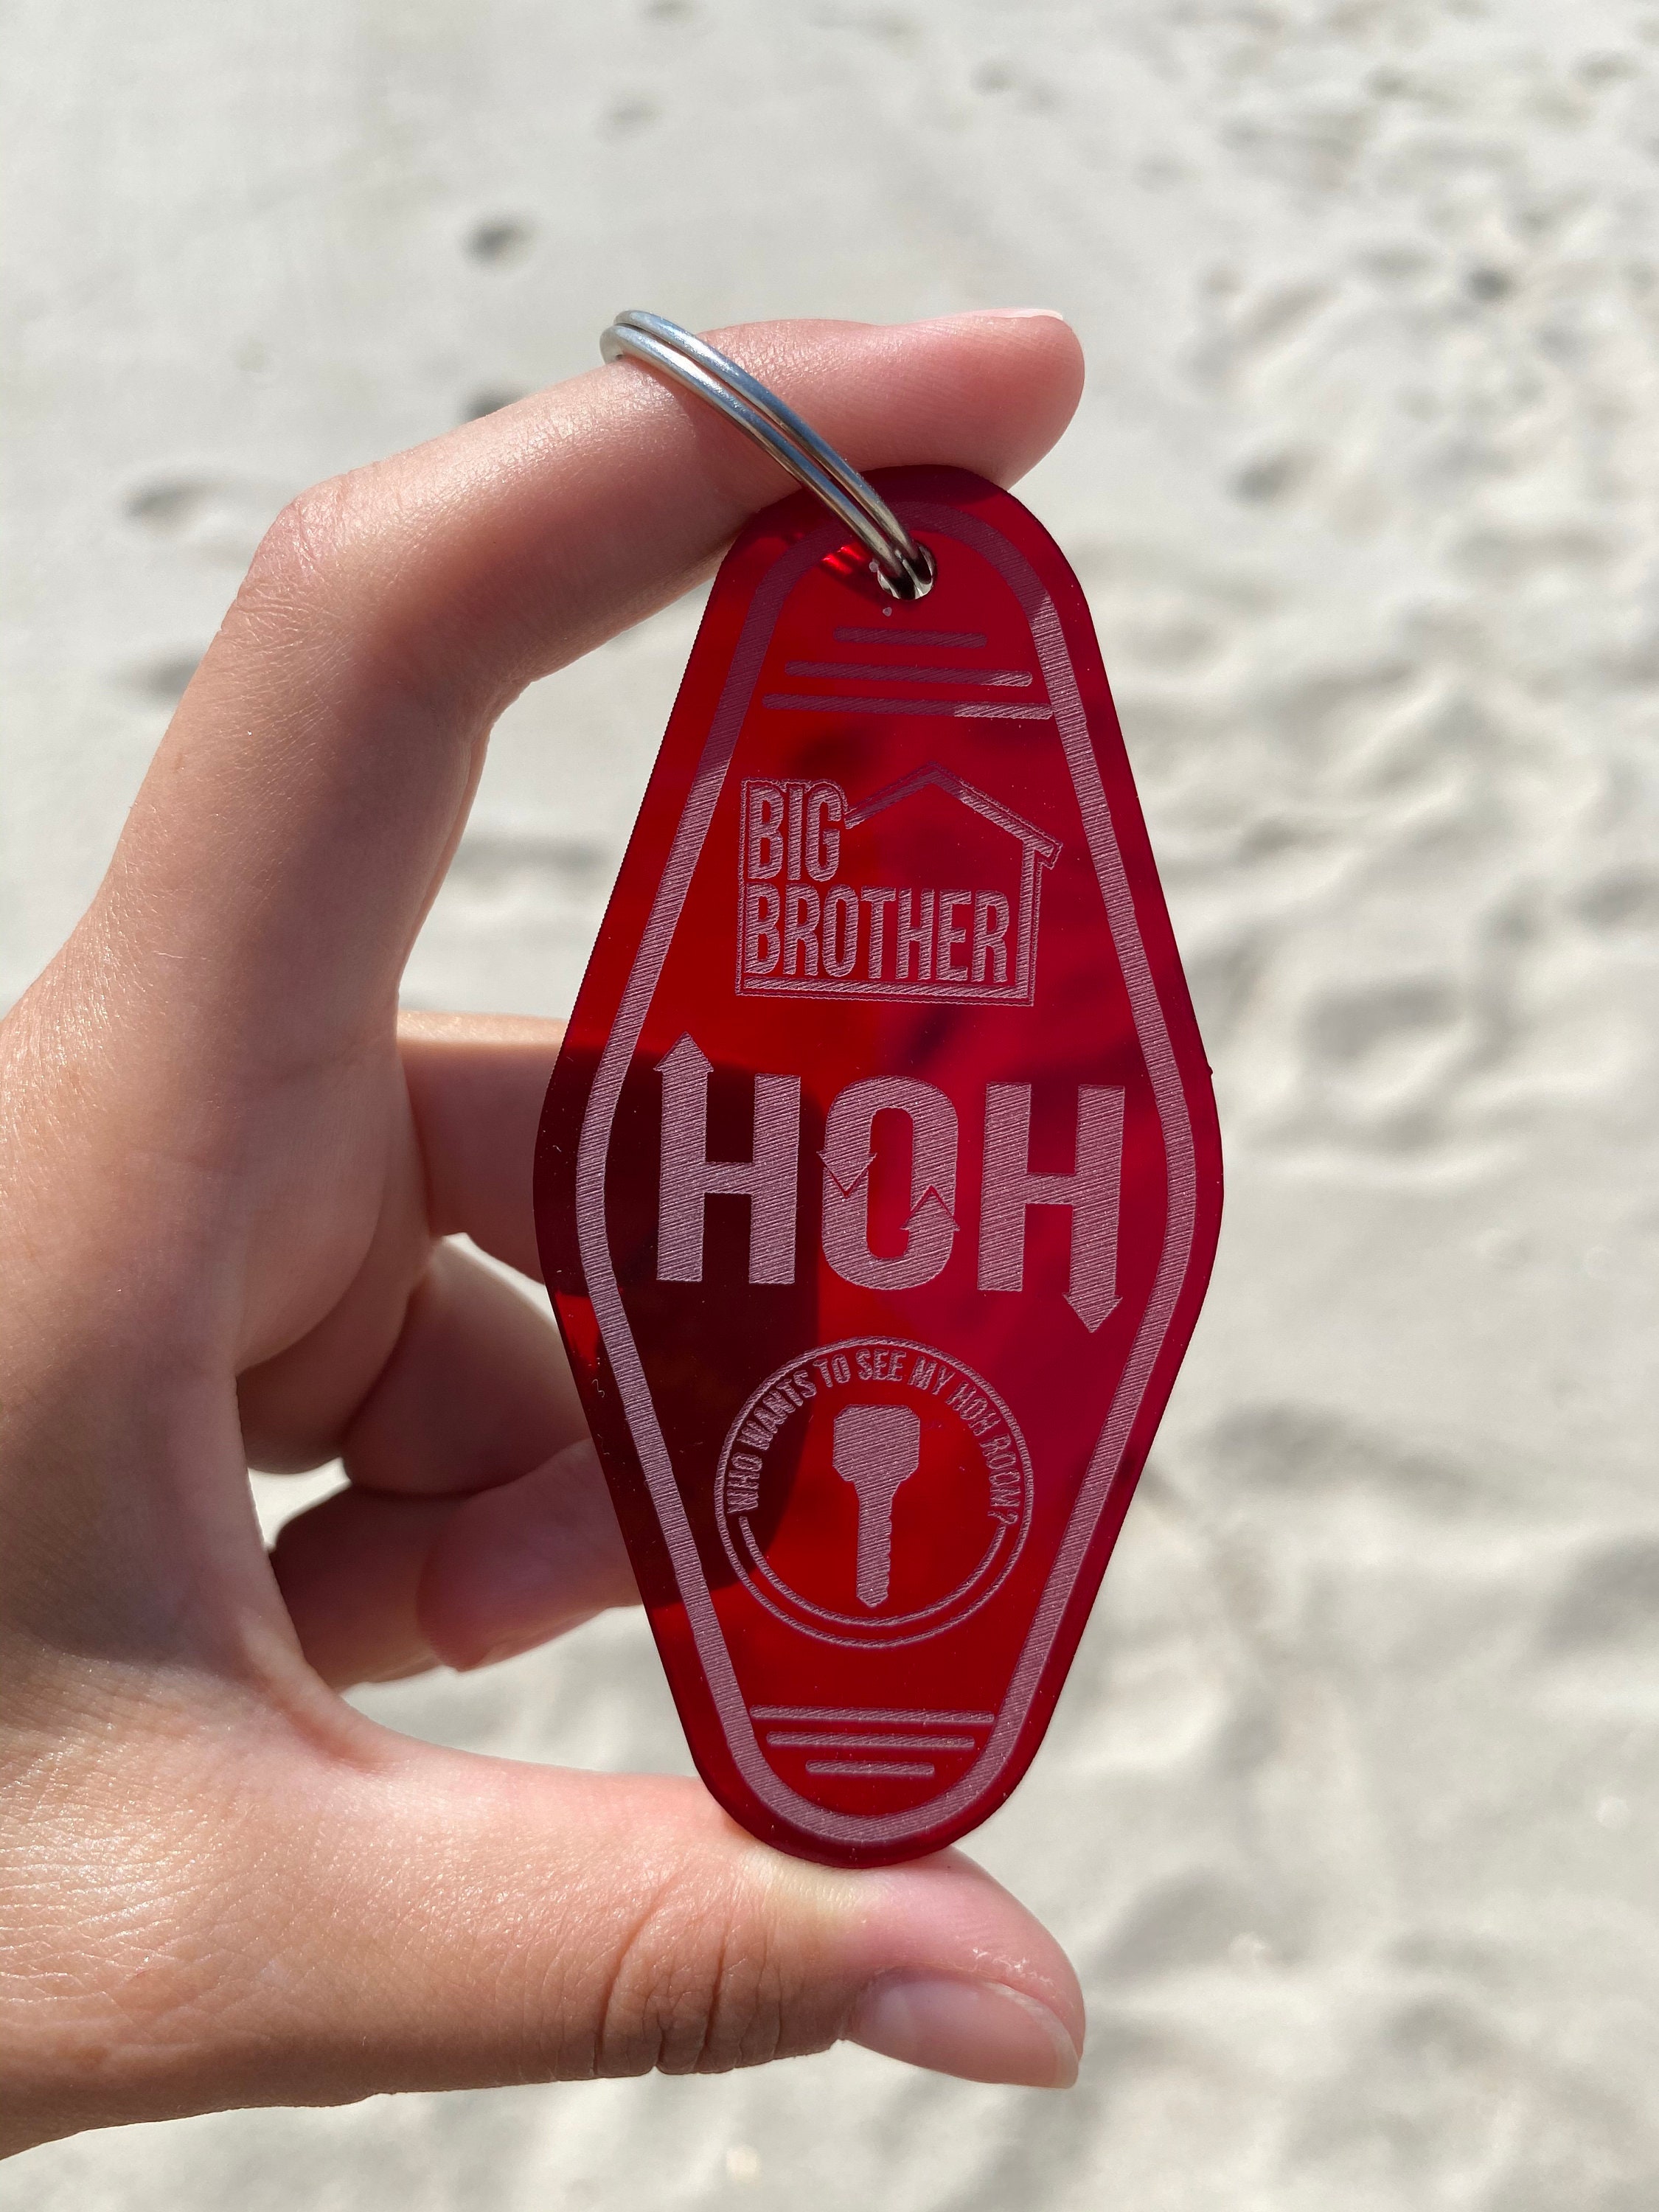 BIG
BROTHER
HOH
WHO WANTS TO SEE MY HOH ROOM?